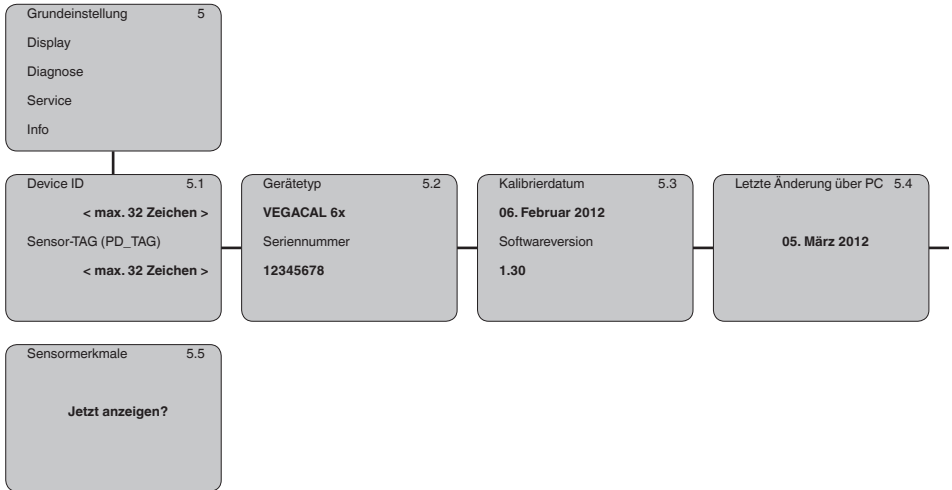 Grundeinstellung 5
Display
Diagnose
Service
Info
Device ID 5.1
< max. 32 Zeichen >
Sensor-TAG (PD_TAG)
< max. 32 Zeichen >
Gerätetyp 5.2
VEGACAL 6x
Seriennummer
12345678
Kalibrierdatum 5.3
06. Februar 2012
Softwareversion
1.30
Letzte Änderung über PC 5.4
05. März 2012
Sensormerkmale 5.5
Jetzt anzeigen?